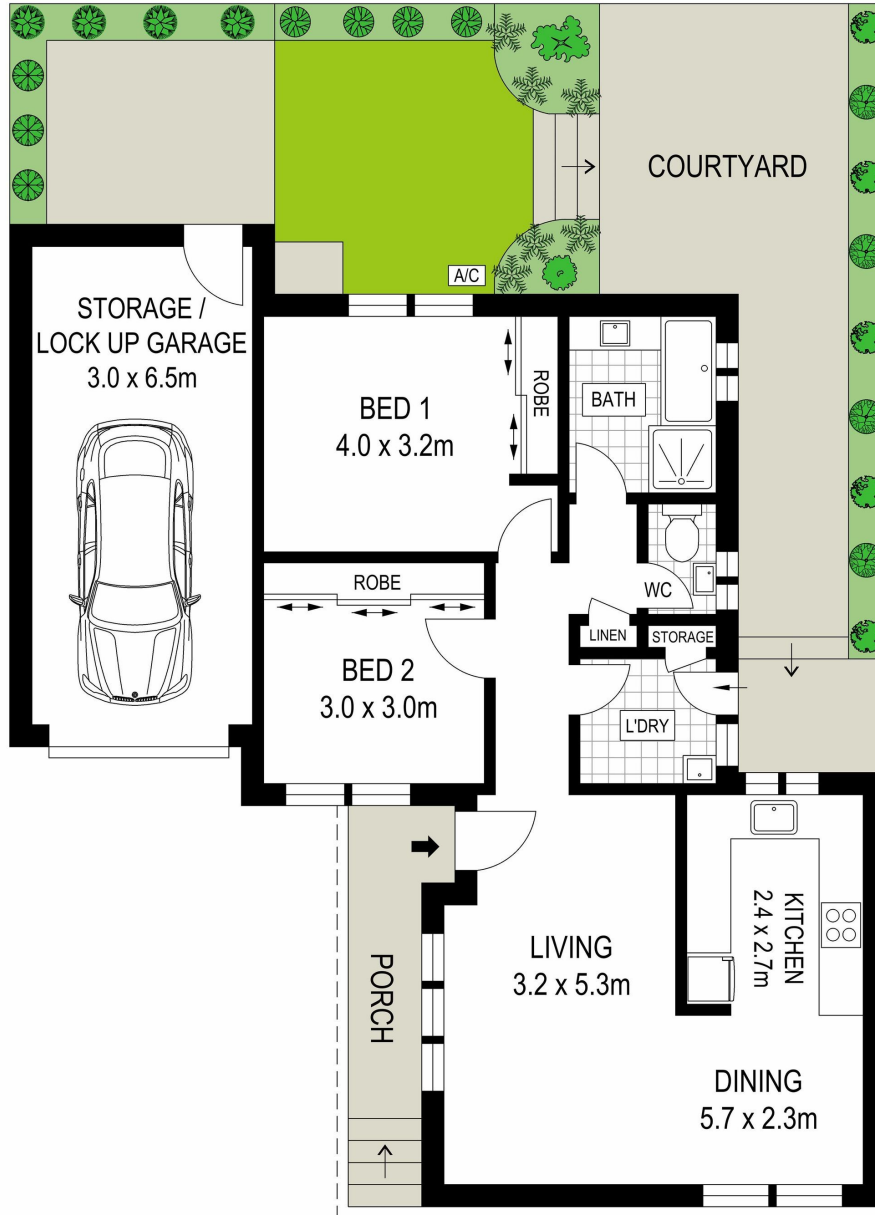 COURTYARD
A/C
STORAGE /
LOCK UP GARAGE
3.0 x 6.5m
BED 1
4.0 x 3.2m
ROBE
BATH
ROBE
WC
LINEN
STORAGE
BED 2
3.0 x 3.0m
L'DRY
KITCHEN
2.4 x 2.7m
LIVING
3.2 x 5.3m
PORCH
DINING
5.7 x 2.3m